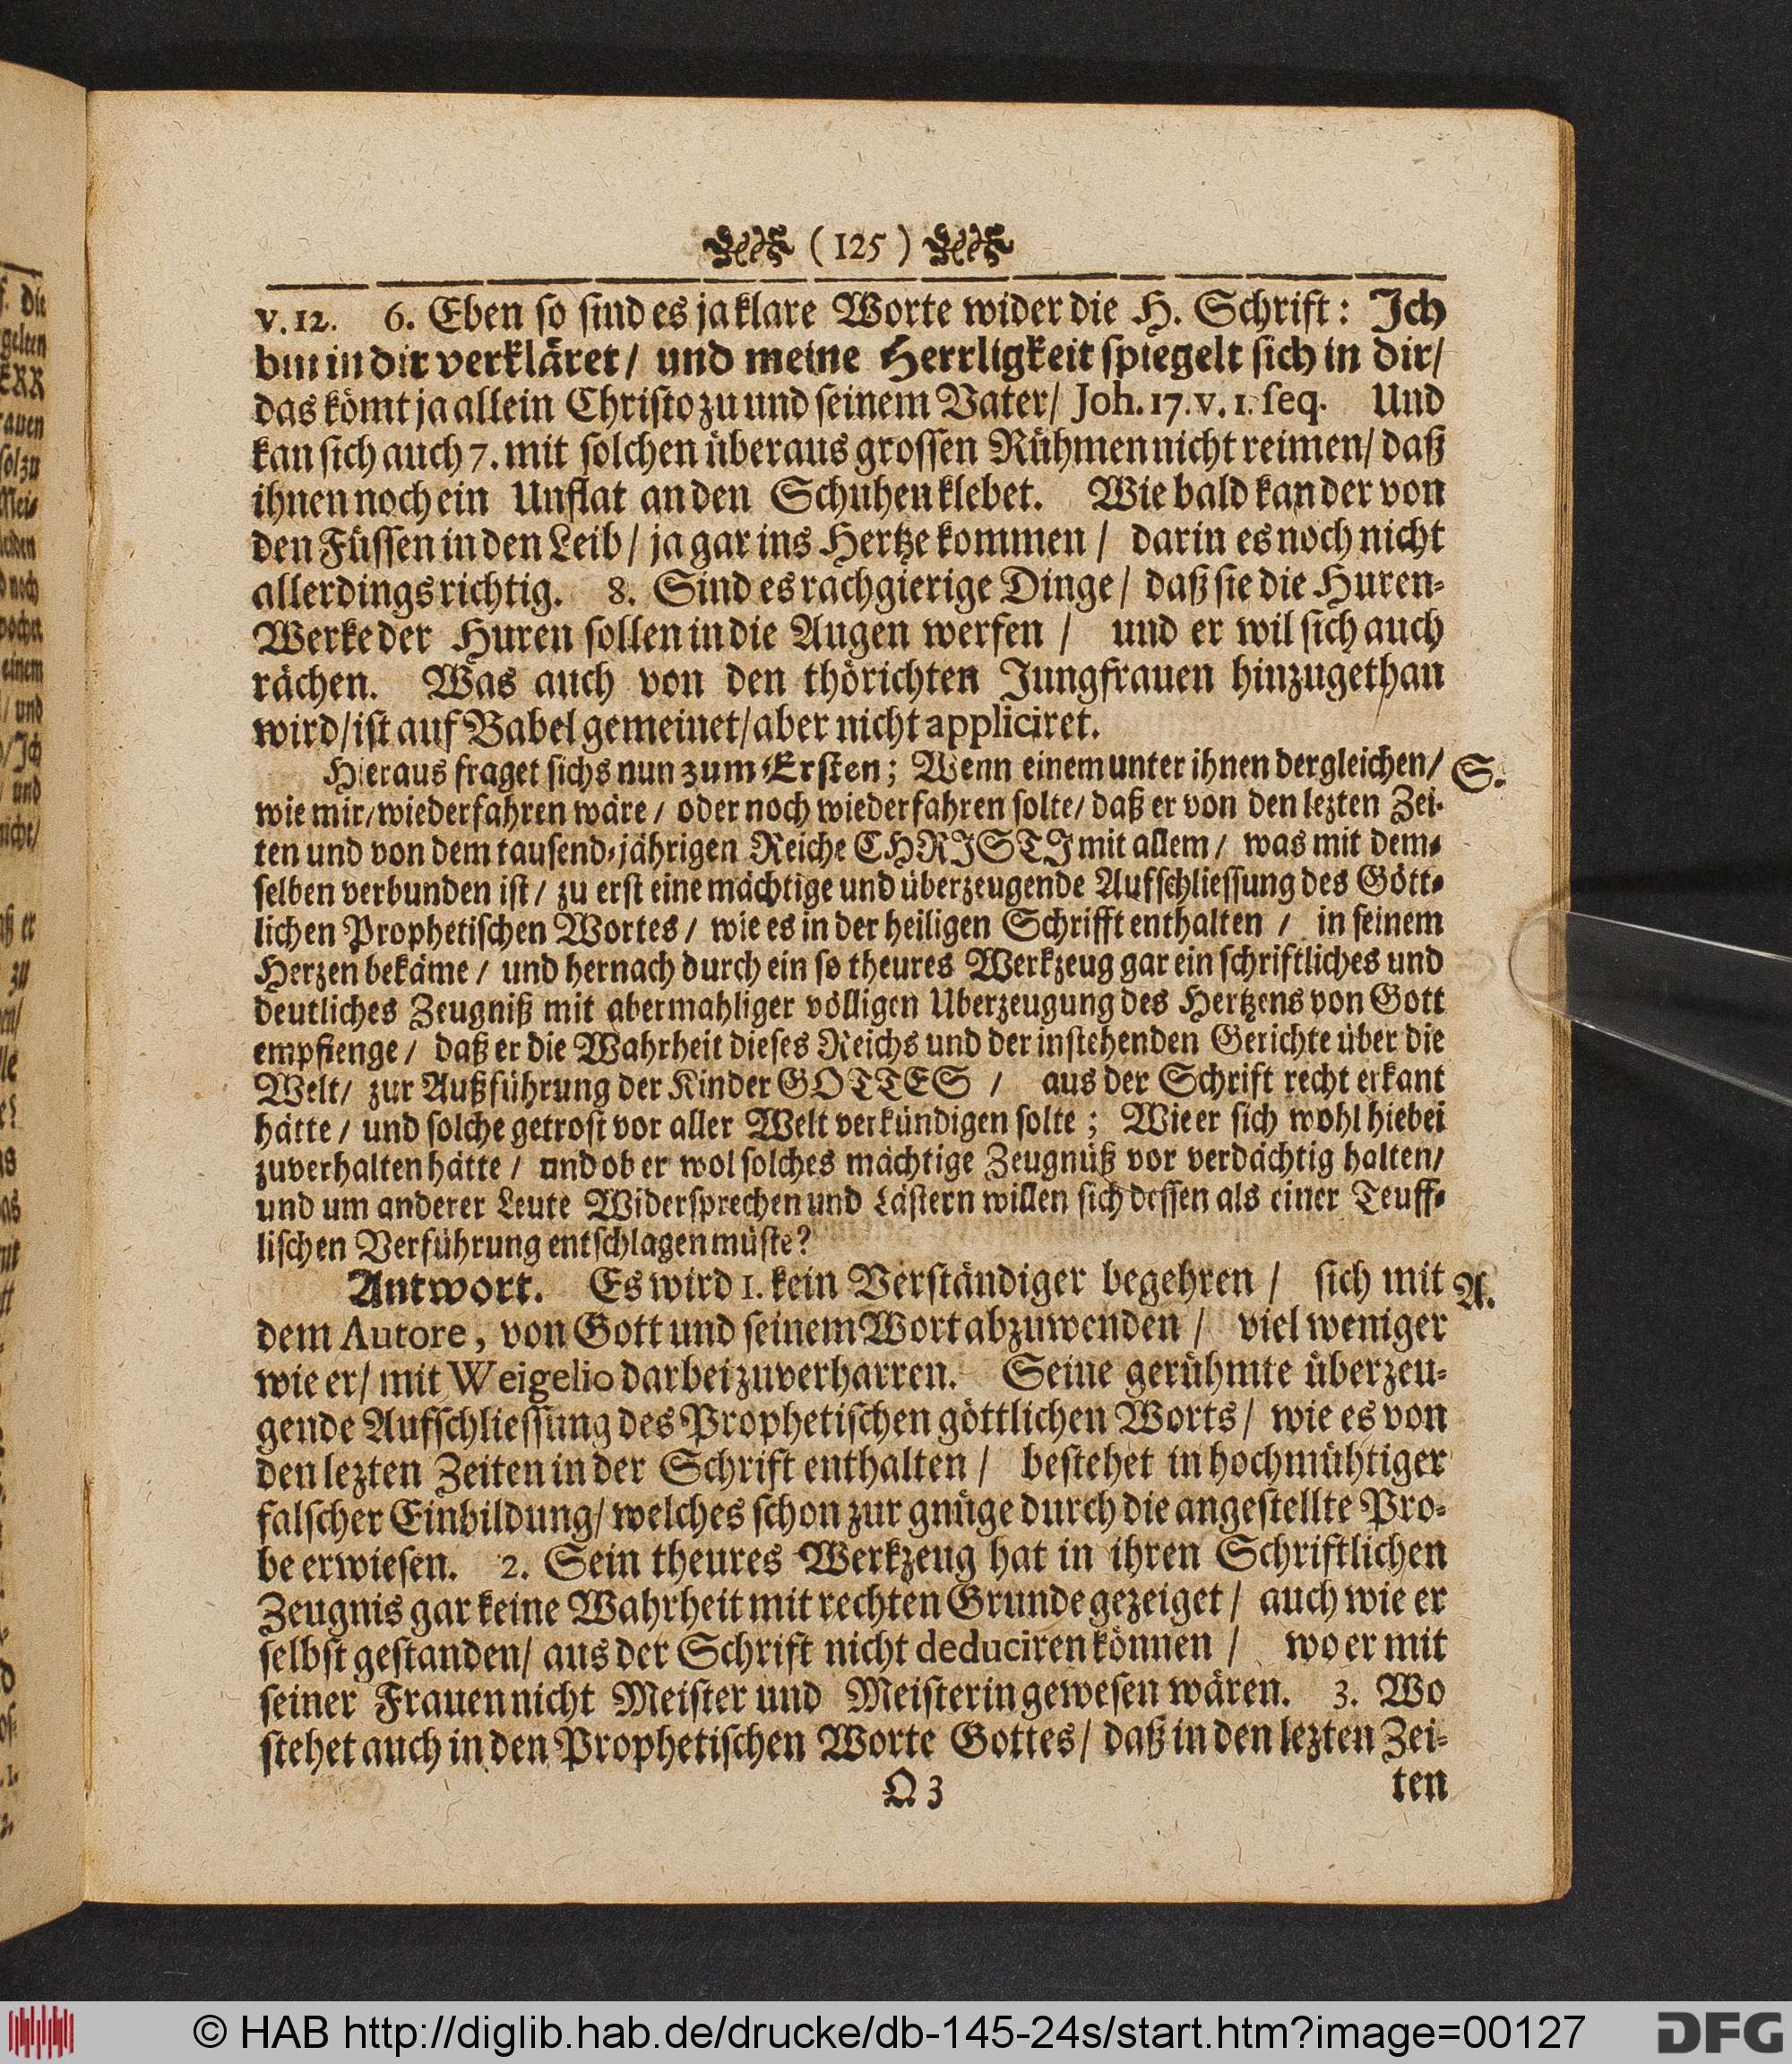 ( 125 )
v. 12. 6. Eben so sind es ja klare Worte wider die H. Schrift: Jch
bin in dir verkläret/ und meine Herrligkeit spiegelt sich in dir/
das kömt ja allein Christo zu und seinem Vater/ Joh. 17. v. 1. seq. Und
kan sich auch 7. mit solchen überaus grossen Rühmen nicht reimen/ daß
ihnen noch ein Unflat an den Schuhen klebet. Wie bald kan der von
den Füssen in den Leib/ ja gar ins Hertze kommen/ darin es noch nicht
allerdings richtig. 8. Sind es rachgierige Dinge/ daß sie die Huren-
Werke der Huren sollen in die Augen werfen/ und er wil sich auch
rächen. Was auch von den thörichten Jungfrauen hinzugethan
wird/ ist auf Babel gemeinet/ aber nicht appliciret.
Hieraus fraget sichs nun zum Ersten; Wenn einem unter ihnen dergleichen/ S.
wie mir/ wiederfahren wäre/ oder noch wiederfahren solte/ daß er von den lezten Zei-
ten und von dem tausend-jährigen Reiche CHRISTI mit allem/ was mit dem-
selben verbunden ist/ zu erst eine mächtige und überzeugende Aufschliessung des Gött-
lichen Prophetischen Wortes/ wie es in der heiligen Schrifft enthalten/ in seinem
Herzen bekäme/ und hernach durch ein so theures Werkzeug gar ein schriftliches und
deutliches Zeugniß mit abermahliger völligen Uberzeugung des Hertzens von Gott
empfienge/ daß er die Wahrheit dieses Reichs und der instehenden Gerichte über die
Welt/ zur Außführung der Kinder GOTTES/ aus der Schrift recht erkant
hätte/ und solche getrost vor aller Welt verkündigen solte; Wie er sich wohl hiebei
zuverhalten hätte/ und ob er wol solches mächtige Zeugnüß vor verdächtig halten/
und um anderer Leute Widersprechen und Lästern willen sich dessen als einer Teuff-
lischen Verführung entschlagen müste?
Antwort. Es wird 1. kein Verständiger begehren/ sich mit A.
dem Autore, von Gott und seinem Wort abzuwenden/ viel weniger
wie er/ mit Weigelio darbei zuverharren. Seine gerühmte überzeu-
gende Aufschliessung des Prophetischen göttlichen Worts/ wie es von
den lezten Zeiten in der Schrift enthalten/ bestehet in hochmühtiger
falscher Einbildung/ welches schon zur gnüge durch die angestellte Pro-
be erwiesen. 2. Sein theures Werkzeug hat in ihren Schriftlichen
Zeugnis gar keine Wahrheit mit rechten Grunde gezeiget/ auch wie er
selbst gestanden/ aus der Schrift nicht deduciren können/ wo er mit
seiner Frauen nicht Meister und Meisterin gewesen wären. 3. Wo
stehet auch in den Prophetischen Worte Gottes/ daß in den lezten Zei-
Q 3 ten
© HAB http://diglib.hab.de/drucke/db-145-24s/start.htm?image=00127
DFG